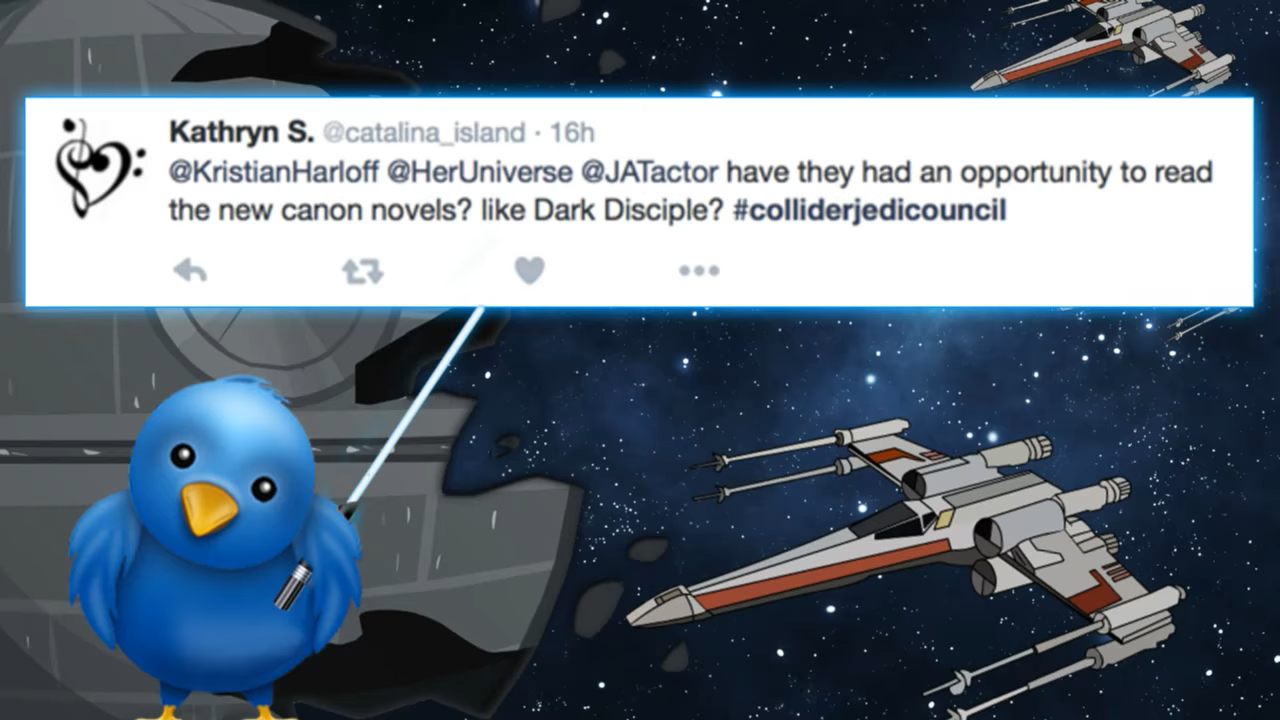 Kathryn S. @catalina_island · 16h
@KristianHarloff @HerUniverse @JATactor have they had an opportunity to read
the new canon novels? like Dark Disciple? #colliderjedicouncil